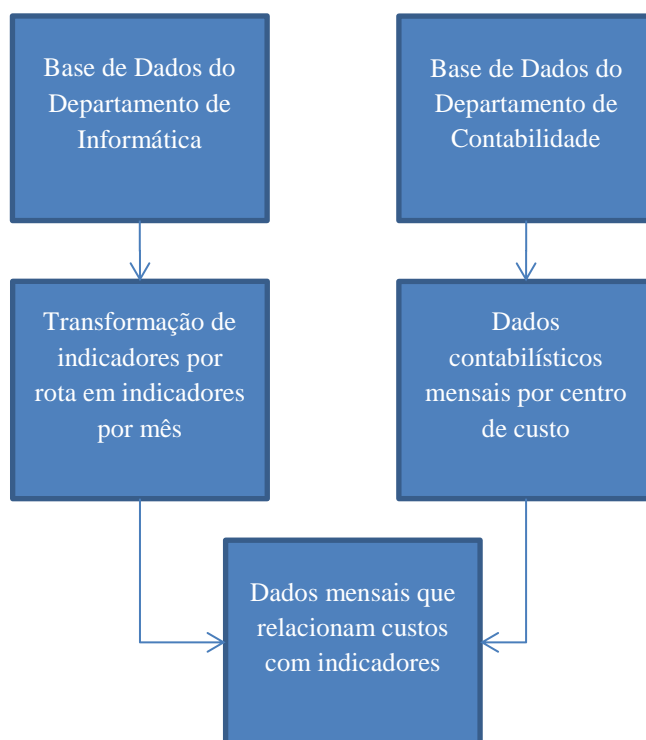 Base de Dados do
Departamento de
Informática
Base de Dados do
Departamento de
Contabilidade
Transformação de
indicadores por
rota em indicadores
por mês
Dados
contabilísticos
mensais por centro
de custo
Dados mensais que
relacionam custos
com indicadores